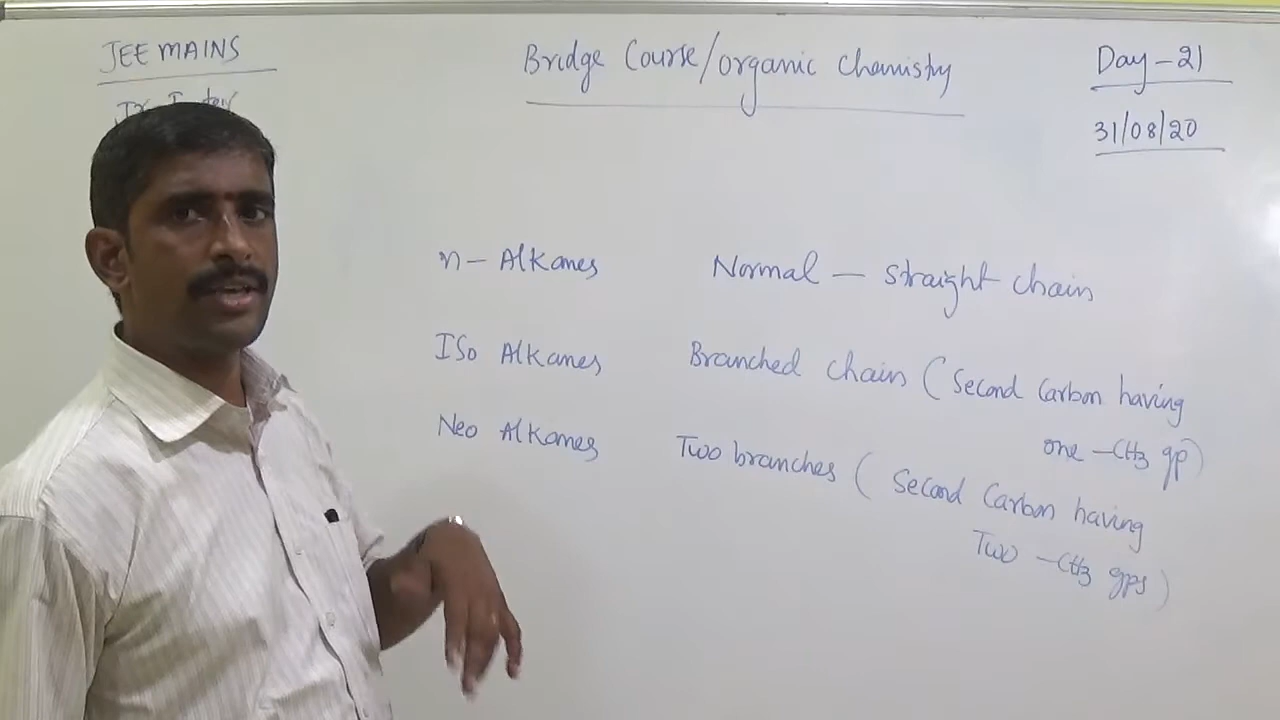 JEE MAINS
Bridge Course/organic Chemistry
Day - 21
31/08/20
n - Alkanes Normal - straight chain
ISo Alkanes Branched chain (Second Carbon having
one -CH3 gp)
Neo Alkanes Two branches (Second Carbon having
Two -CH3 gps)